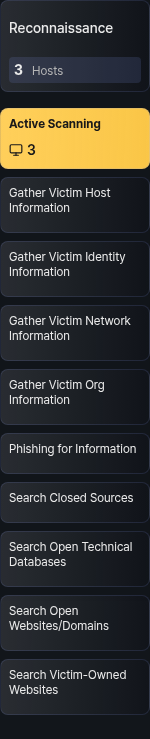 Reconnaissance
3 Hosts
Active Scanning
3
Gather Victim Host
Information
Gather Victim Identity
Information
Gather Victim Network
Information
Gather Victim Org
Information
Phishing for Information
Search Closed Sources
Search Open Technical
Databases
Search Open
Websites/Domains
Search Victim-Owned
Websites